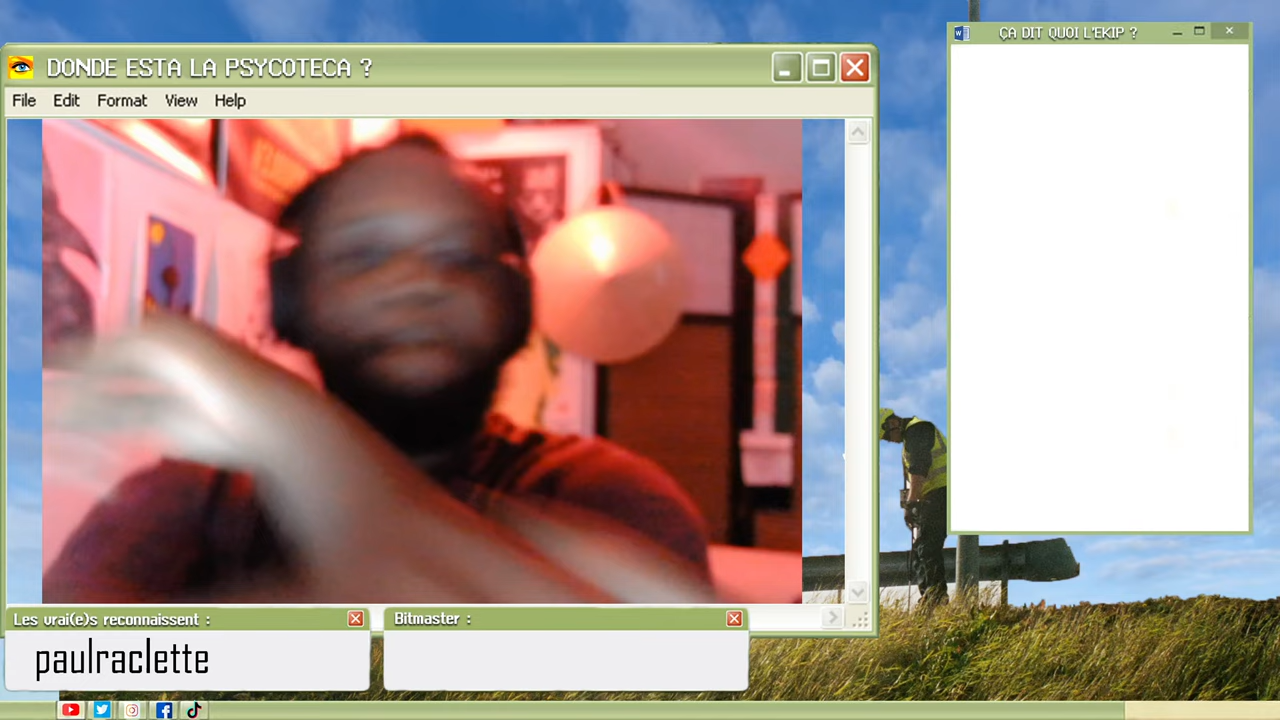 DONDE ESTA LA PSYCOTECA ?
ÇA DIT QUOI L'EKIP ?
File Edit Format View Help
Les vrai(e)s reconnaissent :
Bitmaster :
paulraclette